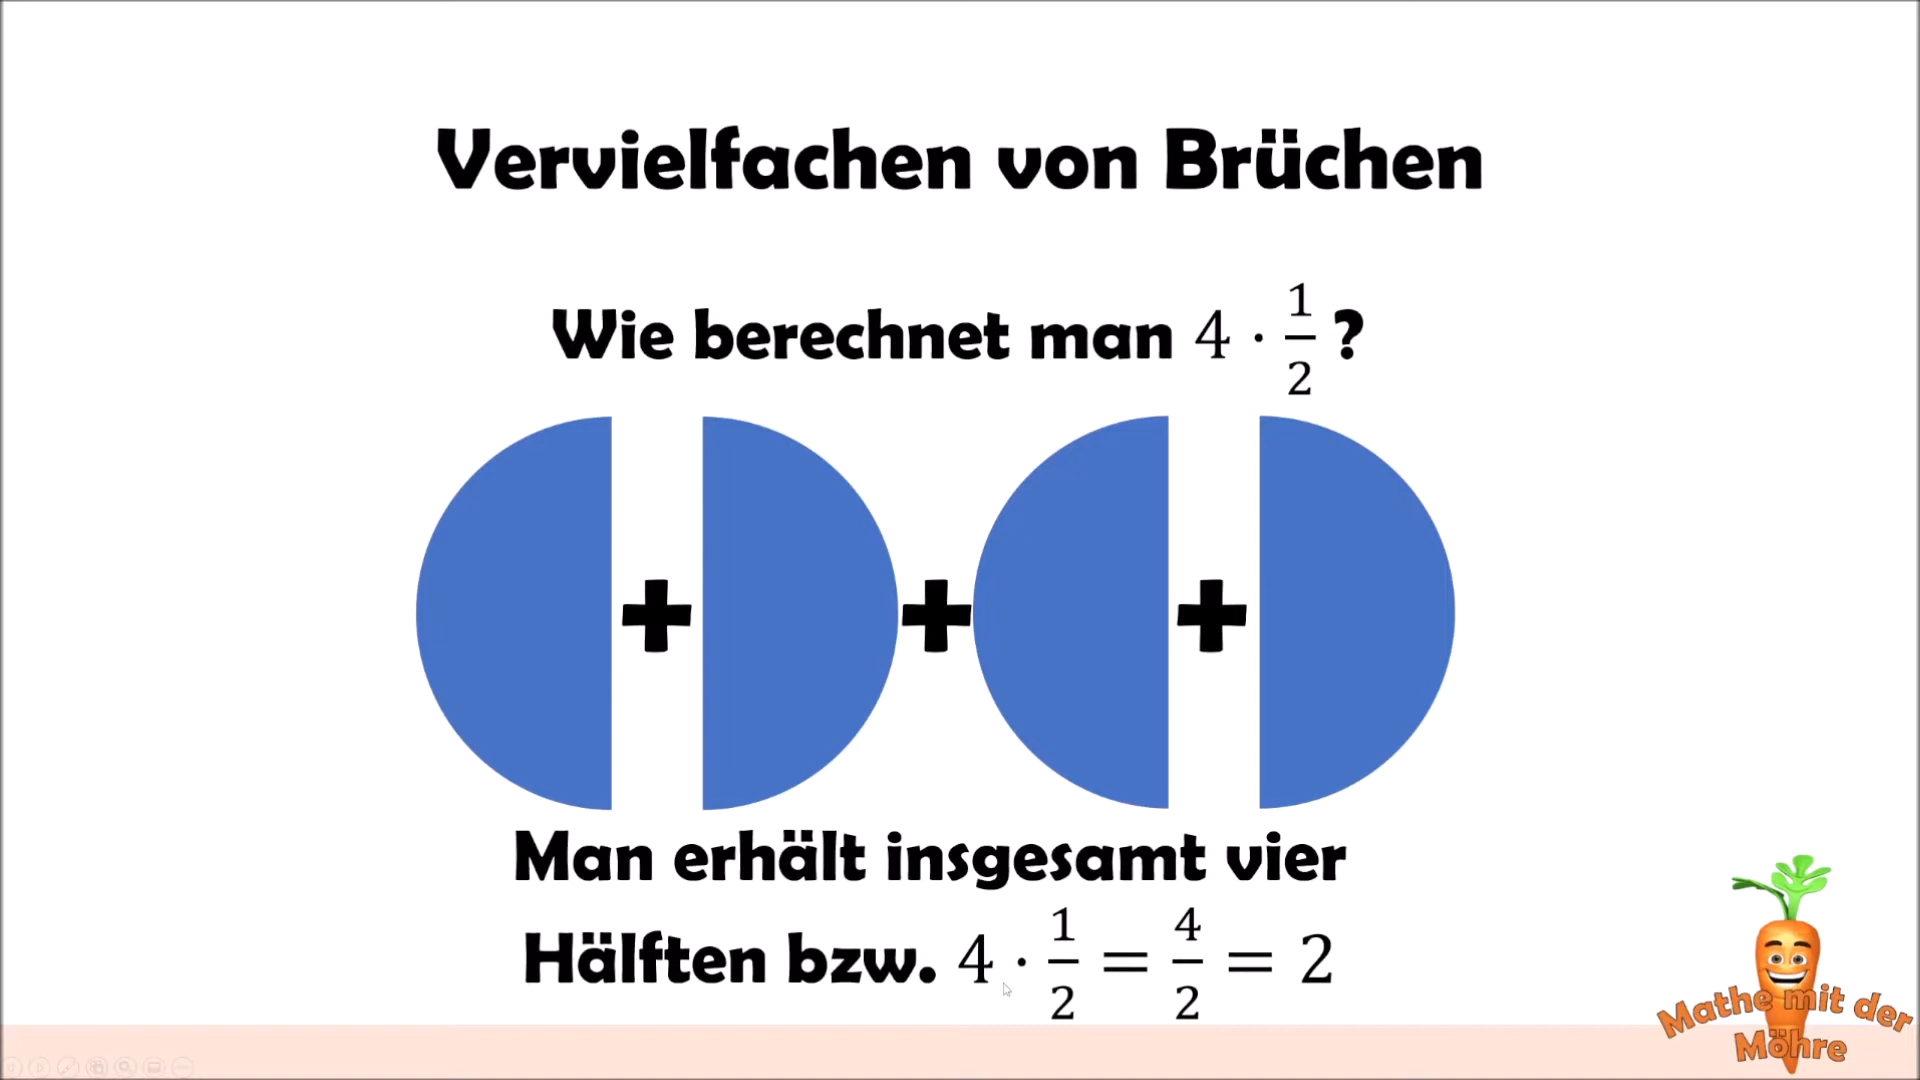 Vervielfachen von Brüchen
Wie berechnet man 4 · 1/2 ?
+ + +
Man erhält insgesamt vier
Hälften bzw. 4 · 1/2 = 4/2 = 2
Mathe mit der
Möhre